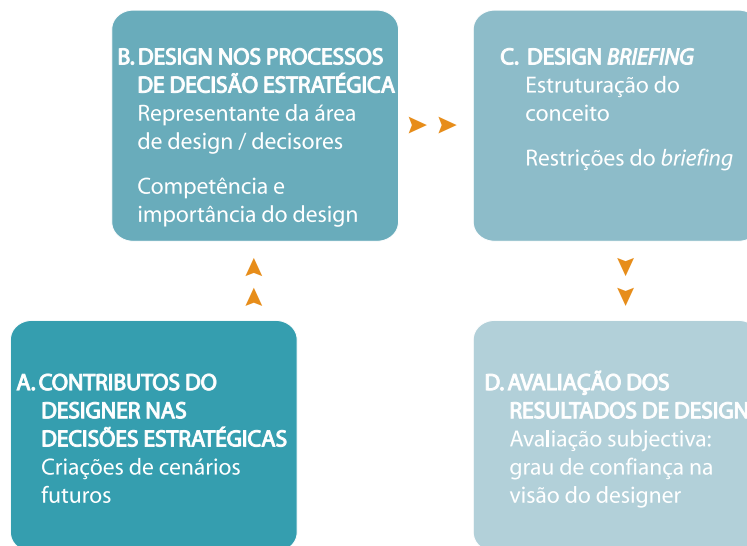 B. DESIGN NOS PROCESSOS
DE DECISÃO ESTRATÉGICA
Representante da área
de design / decisores
Competência e
importância do design
C. DESIGN BRIEFING
Estruturação do
conceito
Restrições do briefing
A. CONTRIBUTOS DO
DESIGNER NAS
DECISÕES ESTRATÉGICAS
Criações de cenários
futuros
D. AVALIAÇÃO DOS
RESULTADOS DE DESIGN
Avaliação subjectiva:
grau de confiança na
visão do designer